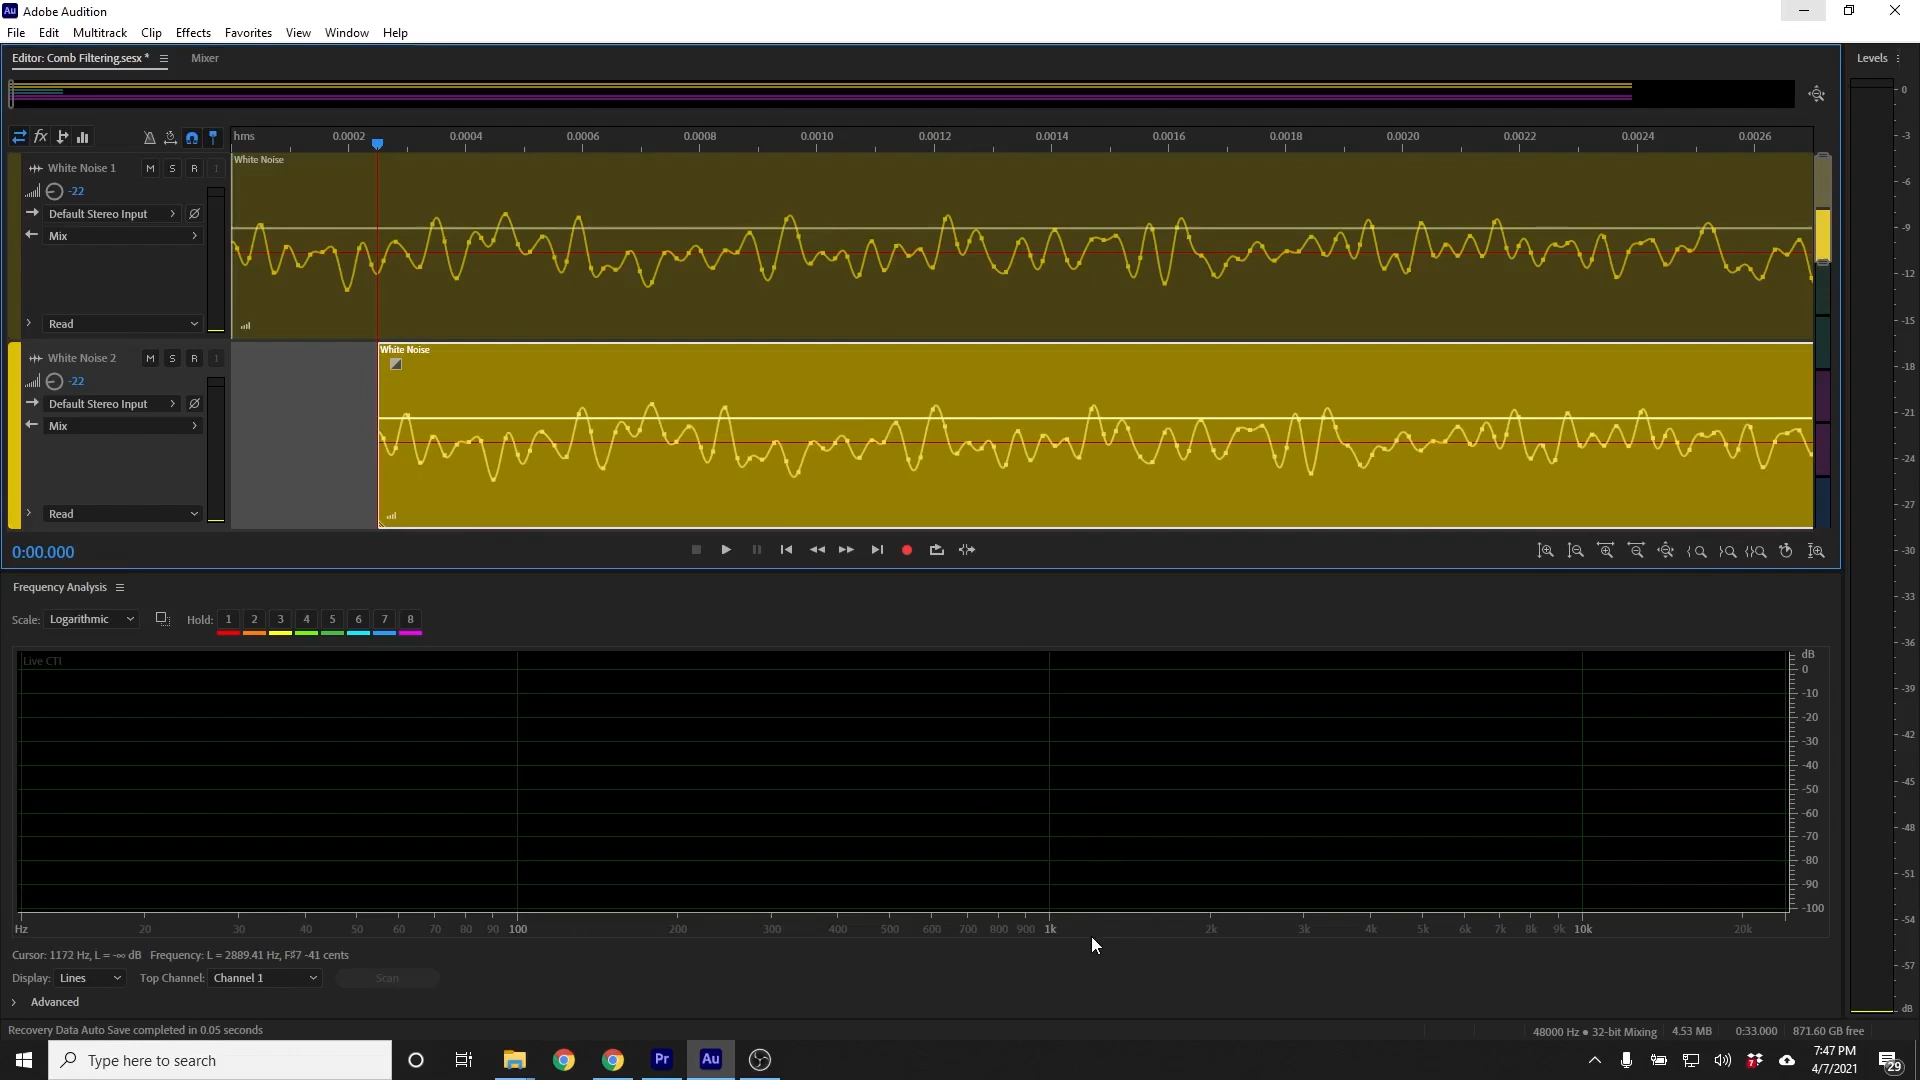 Au Adobe Audition
File Edit Multitrack Clip Effects Favorites View Window Help
Editor: Comb Filtering.sesx * Mixer
Levels
hms 0.0002 0.0004 0.0006 0.0008 0.0010 0.0012 0.0014 0.0016 0.0018 0.0020 0.0022 0.0024 0.0026
fx
White Noise 1 M S R I
-22
Default Stereo Input
Mix
Read
White Noise
White Noise 2 M S R I
-22
Default Stereo Input
Mix
Read
White Noise
0
-3
-6
-9
-12
-15
-18
-21
-24
-27
-30
-33
-36
-39
-42
-45
-48
-51
-54
-57
dB
0:00.000
Frequency Analysis
Scale: Logarithmic Hold: 1 2 3 4 5 6 7 8
Live CTI
dB
0
-10
-20
-30
-40
-50
-60
-70
-80
-90
-100
Hz 20 30 40 50 60 70 80 90 100 200 300 400 500 600 700 800 900 1k 2k 3k 4k 5k 6k 7k 8k 9k 10k 20k
Cursor: 1172 Hz, L = -∞ dB Frequency: L = 2889.41 Hz, F♯7 -41 cents
Display: Lines Top Channel: Channel 1 Scan
Advanced
Recovery Data Auto Save completed in 0.05 seconds
48000 Hz ● 32-bit Mixing 4.53 MB 0:33.000 871.60 GB free
Type here to search
Pr Au
7:47 PM
4/7/2021
29